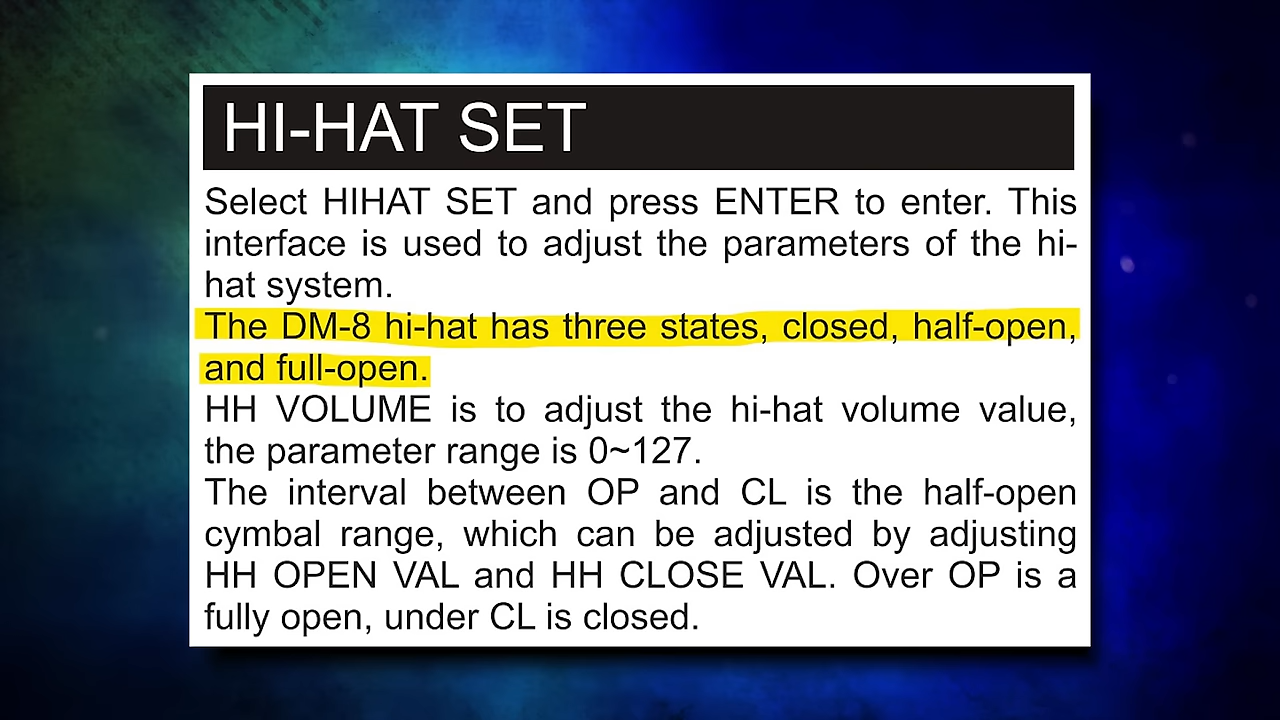 HI-HAT SET
Select HIHAT SET and press ENTER to enter. This
interface is used to adjust the parameters of the hi-
hat system.
The DM-8 hi-hat has three states, closed, half-open,
and full-open.
HH VOLUME is to adjust the hi-hat volume value,
the parameter range is 0~127.
The interval between OP and CL is the half-open
cymbal range, which can be adjusted by adjusting
HH OPEN VAL and HH CLOSE VAL. Over OP is a
fully open, under CL is closed.